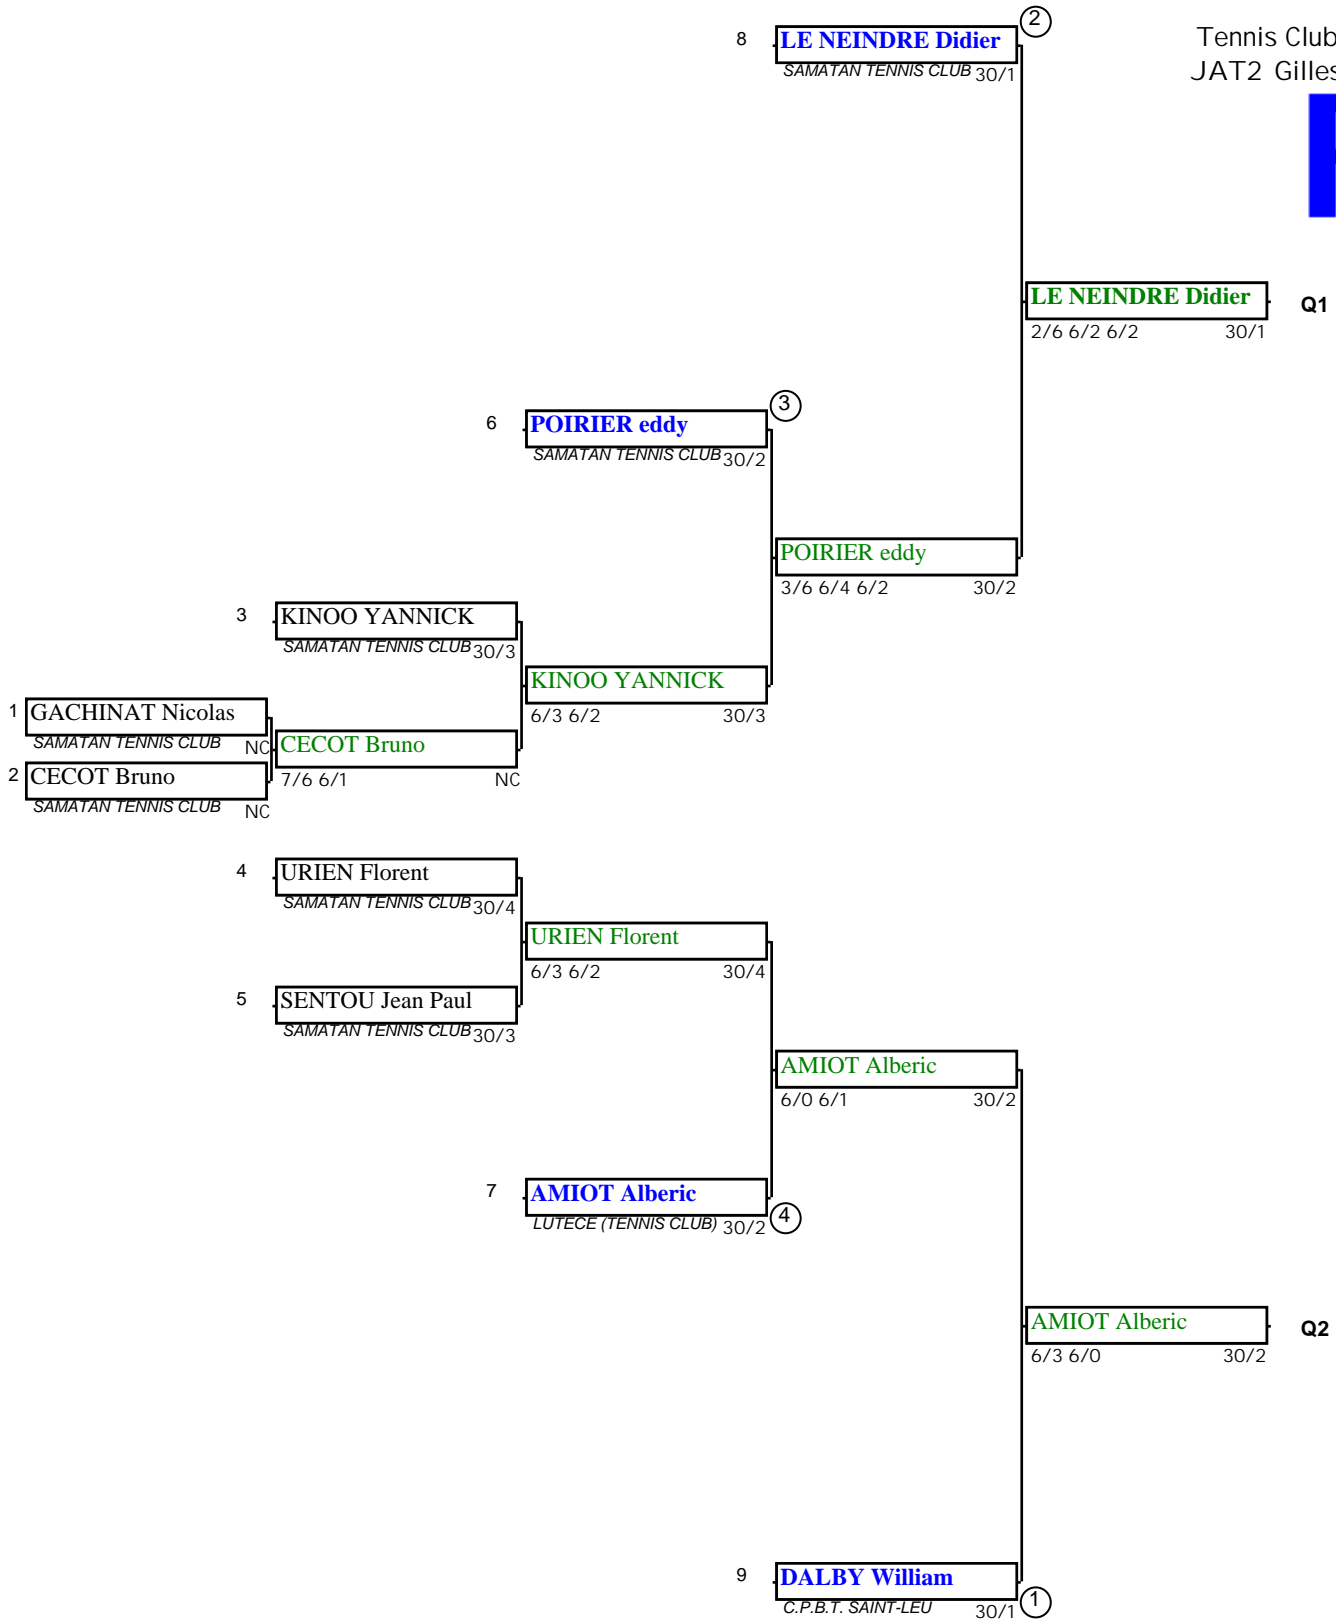 2
8 LE NEINDRE Didier
SAMATAN TENNIS CLUB 30/1
Tennis Club
JAT2 Gilles
LE NEINDRE Didier Q1
2/6 6/2 6/2 30/1
3
6 POIRIER eddy
SAMATAN TENNIS CLUB 30/2
POIRIER eddy
3/6 6/4 6/2 30/2
3 KINOO YANNICK
SAMATAN TENNIS CLUB 30/3
KINOO YANNICK
6/3 6/2 30/3
1 GACHINAT Nicolas
SAMATAN TENNIS CLUB NC
CECOT Bruno
7/6 6/1 NC
2 CECOT Bruno
SAMATAN TENNIS CLUB NC
4 URIEN Florent
SAMATAN TENNIS CLUB 30/4
URIEN Florent
6/3 6/2 30/4
5 SENTOU Jean Paul
SAMATAN TENNIS CLUB 30/3
AMIOT Alberic
6/0 6/1 30/2
7 AMIOT Alberic
LUTECE (TENNIS CLUB) 30/2
4
AMIOT Alberic Q2
6/3 6/0 30/2
9 DALBY William
C.P.B.T. SAINT-LEU 30/1
1